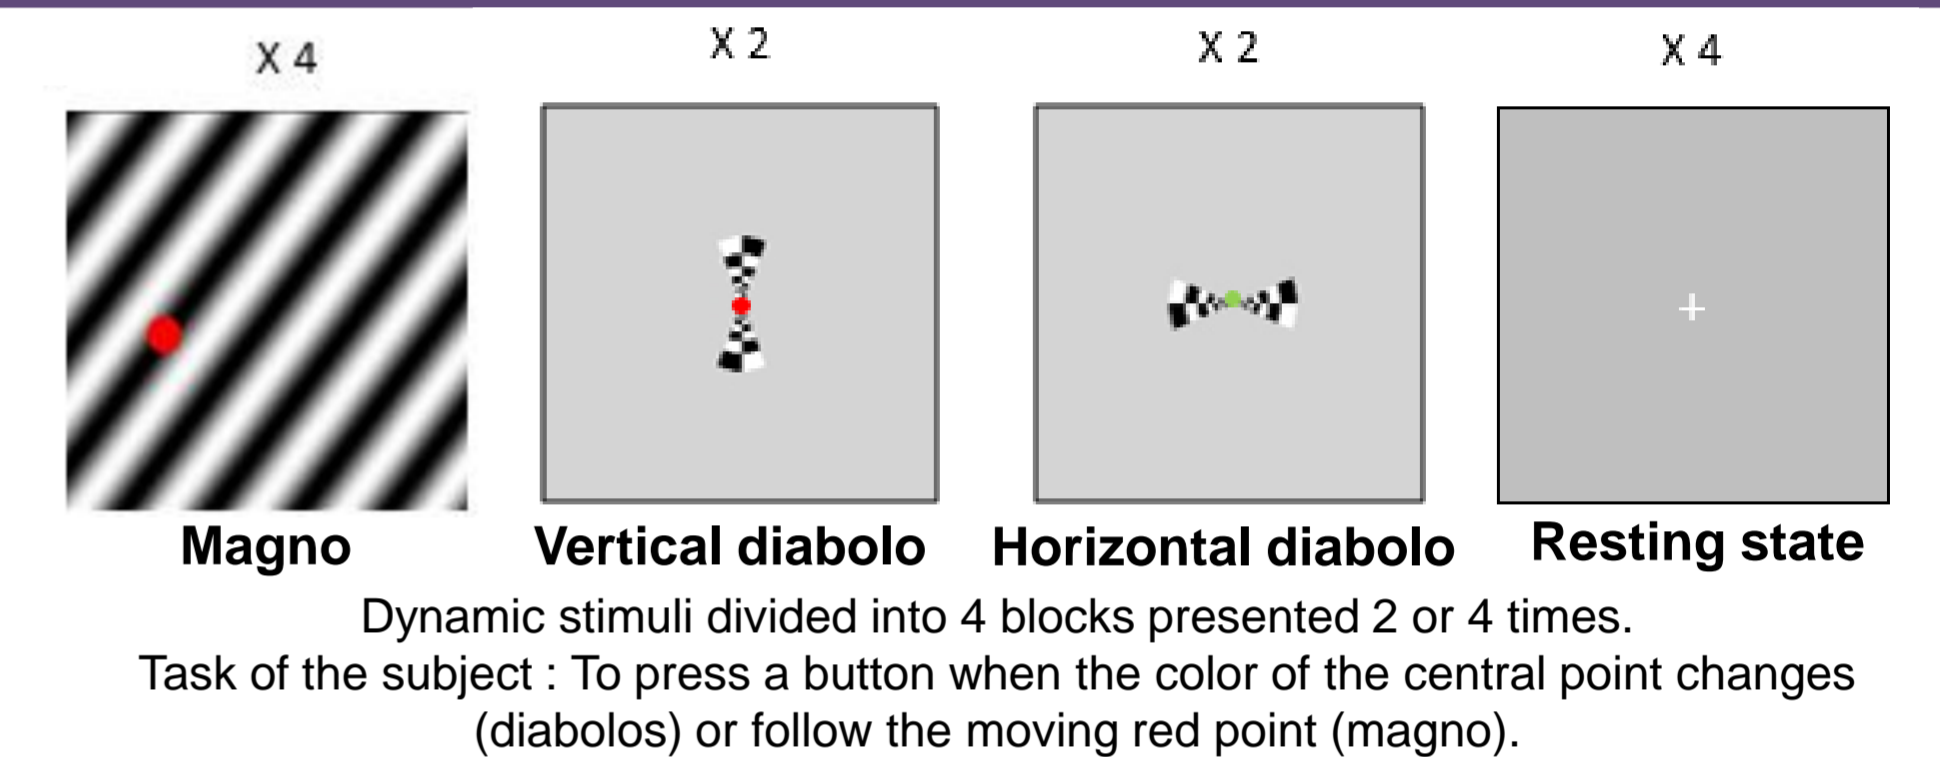 X 4
X 2
X 2
X 4
Magno
Vertical diabolo
Horizontal diabolo
Resting state
Dynamic stimuli divided into 4 blocks presented 2 or 4 times.
Task of the subject : To press a button when the color of the central point changes
(diabolos) or follow the moving red point (magno).